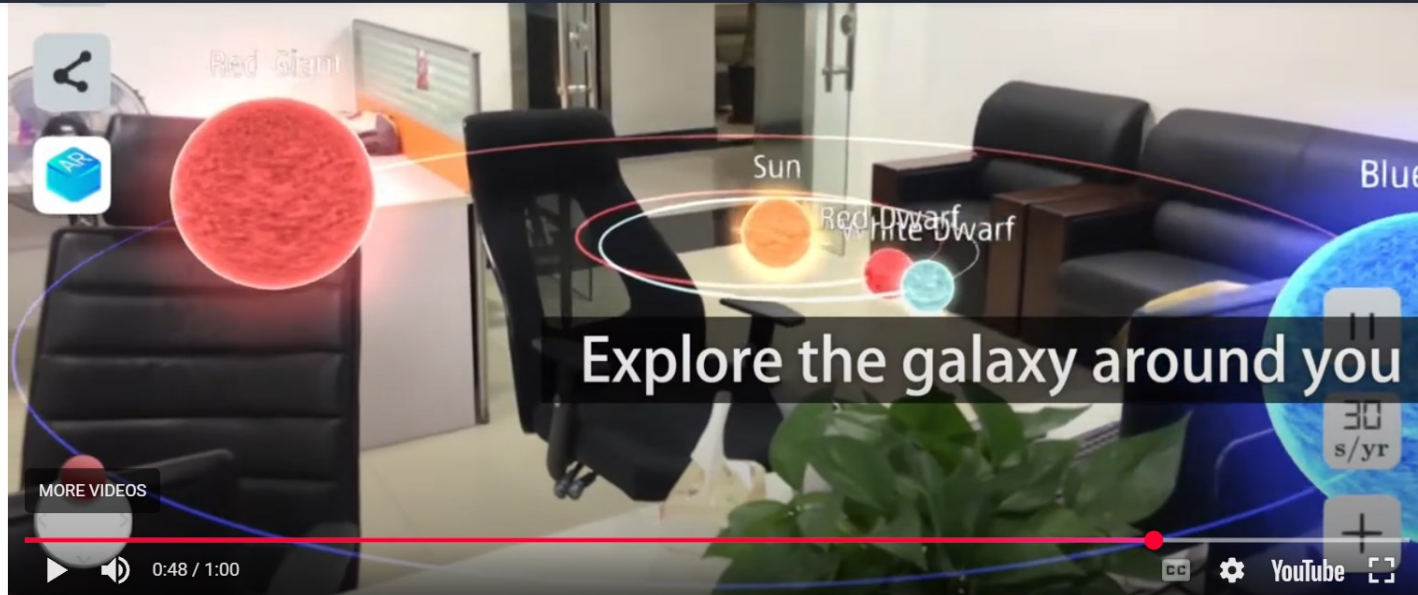 Red Giant
AR
Sun
Blue
Red Dwarf
White Dwarf
Explore the galaxy around you
30
s/yr
MORE VIDEOS
0:48 / 1:00
CC
YouTube